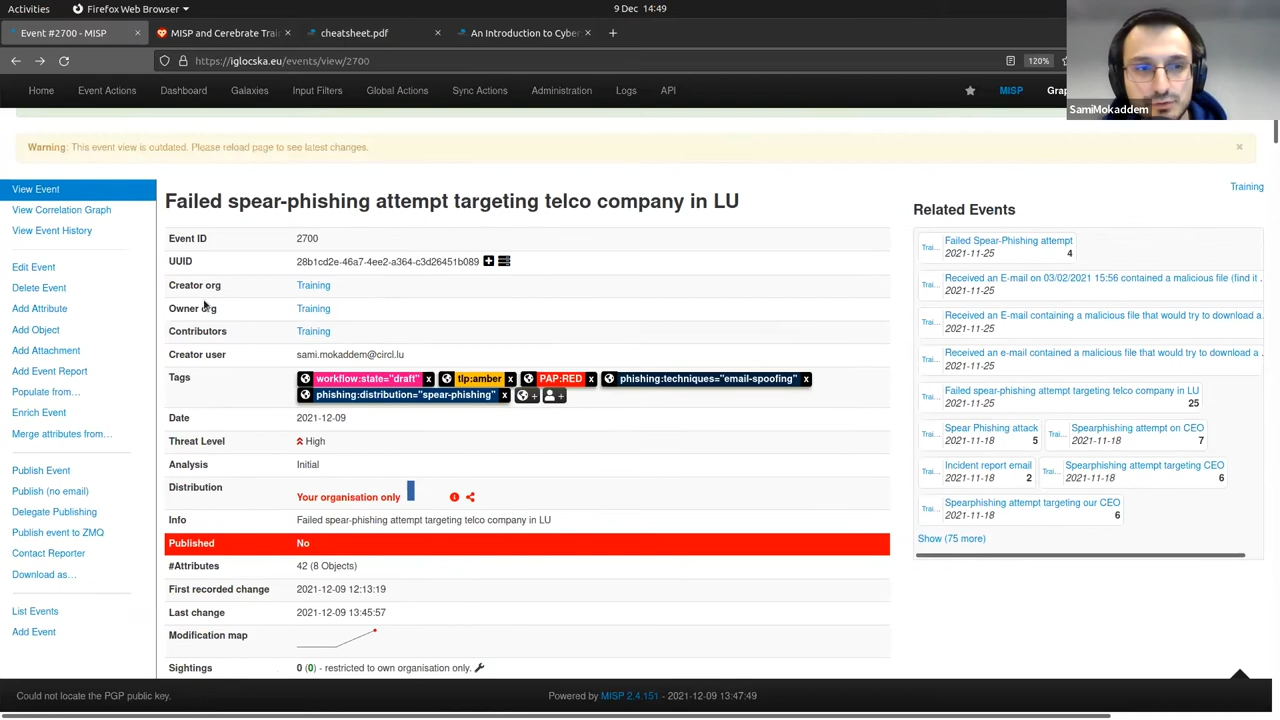 Activities
Firefox Web Browser
9 Dec 14:49
Event #2700 - MISP
MISP and Cerebrate Trai
cheatsheet.pdf
An Introduction to Cyber
https://iglocska.eu/events/view/2700
120%
Home
Event Actions
Dashboard
Galaxies
Input Filters
Global Actions
Sync Actions
Administration
Logs
API
MISP
SamiMokaddem
Warning: This event view is outdated. Please reload page to see latest changes.
View Event
View Correlation Graph
View Event History
Edit Event
Delete Event
Add Attribute
Add Object
Add Attachment
Add Event Report
Populate from...
Enrich Event
Merge attributes from...
Publish Event
Publish (no email)
Delegate Publishing
Publish event to ZMQ
Contact Reporter
Download as...
List Events
Add Event
Failed spear-phishing attempt targeting telco company in LU
Event ID 2700
UUID 28b1cd2e-46a7-4ee2-a364-c3d26451b089
Creator org Training
Owner org Training
Contributors Training
Creator user sami.mokaddem@circl.lu
Tags workflow:state="draft" x tlp:amber x PAP:RED x phishing:techniques="email-spoofing" x
phishing:distribution="spear-phishing" x + +
Date 2021-12-09
Threat Level High
Analysis Initial
Distribution Your organisation only
Info Failed spear-phishing attempt targeting telco company in LU
Published No
#Attributes 42 (8 Objects)
First recorded change 2021-12-09 12:13:19
Last change 2021-12-09 13:45:57
Modification map
Sightings 0 (0) - restricted to own organisation only.
Training
Related Events
Trai... Failed Spear-Phishing attempt
2021-11-25 4
Trai... Received an E-mail on 03/02/2021 15:56 contained a malicious file (find it .
2021-11-25
Trai... Received an E-mail containing a malicious file that would try to download a.
2021-11-25
Trai... Received an e-mail contained a malicious file that would try to download a .
2021-11-25
Trai... Failed spear-phishing attempt targeting telco company in LU
2021-11-25 25
Trai... Spear Phishing attack
2021-11-18 5
Trai... Spearphishing attempt on CEO
2021-11-18 7
Trai... Incident report email
2021-11-18 2
Trai... Spearphishing attempt targeting CEO
2021-11-18 6
Trai... Spearphishing attempt targeting our CEO
2021-11-18 6
Show (75 more)
Could not locate the PGP public key.
Powered by MISP 2.4.151 - 2021-12-09 13:47:49